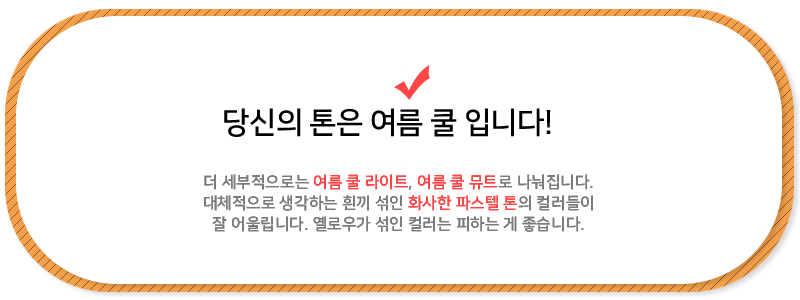 당신의 톤은 여름 쿨 입니다!
더 세부적으로는 여름 쿨 라이트, 여름 쿨 뮤트로 나눠집니다.
대체적으로 생각하는 흰끼 섞인 화사한 파스텔 톤의 컬러들이
잘 어울립니다. 옐로우가 섞인 컬러는 피하는 게 좋습니다.